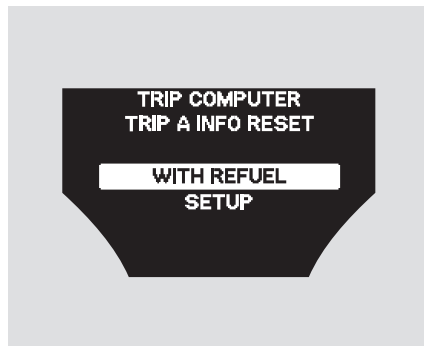 TRIP COMPUTER
TRIP A INFO RESET
WITH REFUEL
SETUP